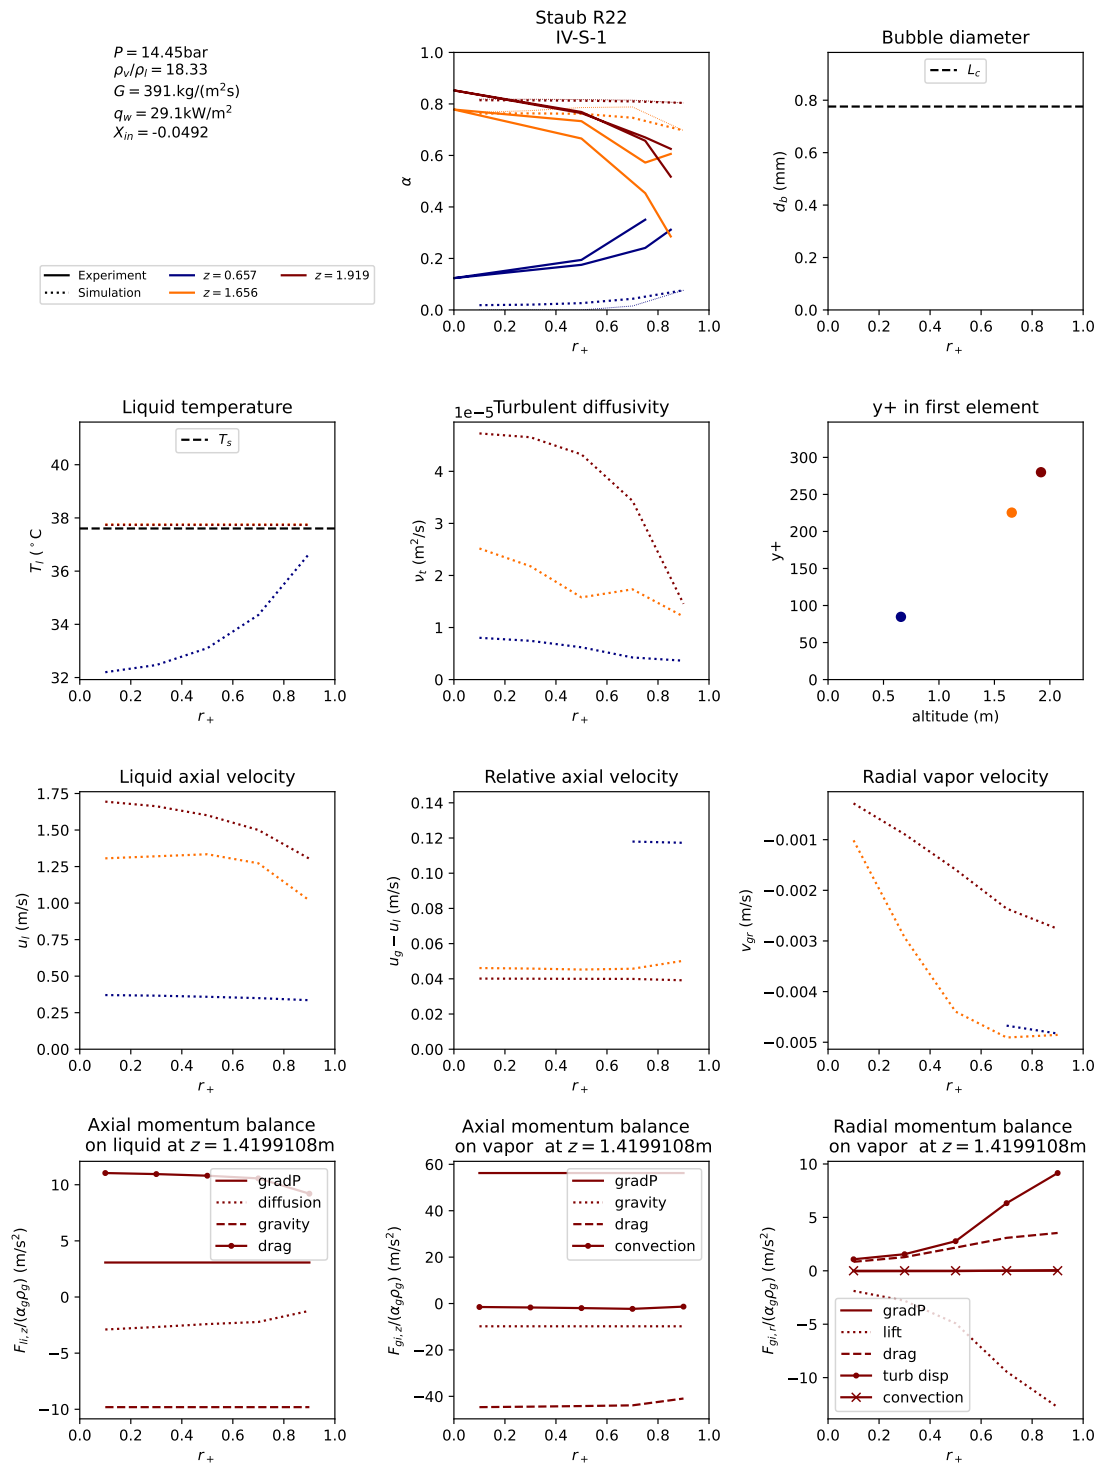 P = 14.45bar
ρv/ρl = 18.33
G = 391.kg/(m²s)
qw = 29.1kW/m²
Xin = -0.0492
Experiment
Simulation
z = 0.657
z = 1.656
z = 1.919
Staub R22
IV-S-1
α
1.0
0.8
0.6
0.4
0.2
0.0
0.0 0.2 0.4 0.6 0.8 1.0
r+
Bubble diameter
Lc
db (mm)
0.8
0.6
0.4
0.2
0.0
0.0 0.2 0.4 0.6 0.8 1.0
r+
Liquid temperature
Ts
Tl (°C
40
38
36
34
32
0.0 0.2 0.4 0.6 0.8 1.0
r+
Turbulent diffusivity
1e−5
νt (m²/s)
4
3
2
1
0
0.0 0.2 0.4 0.6 0.8 1.0
r+
y+ in first element
y+
300
250
200
150
100
50
0
0.0 0.5 1.0 1.5 2.0
altitude (m)
Liquid axial velocity
ul (m/s)
1.75
1.50
1.25
1.00
0.75
0.50
0.25
0.00
0.0 0.2 0.4 0.6 0.8 1.0
r+
Relative axial velocity
ug − ul (m/s)
0.14
0.12
0.10
0.08
0.06
0.04
0.02
0.00
0.0 0.2 0.4 0.6 0.8 1.0
r+
Radial vapor velocity
vgr (m/s)
−0.001
−0.002
−0.003
−0.004
−0.005
0.0 0.2 0.4 0.6 0.8 1.0
r+
Axial momentum balance
on liquid at z = 1.4199108m
gradP
diffusion
gravity
drag
Fli,z/(αgρg) (m/s²)
10
5
0
−5
−10
0.0 0.2 0.4 0.6 0.8 1.0
r+
Axial momentum balance
on vapor at z = 1.4199108m
gradP
gravity
drag
convection
Fgi,z/(αgρg) (m/s²)
60
40
20
0
−20
−40
0.0 0.2 0.4 0.6 0.8 1.0
r+
Radial momentum balance
on vapor at z = 1.4199108m
gradP
lift
drag
turb disp
convection
Fgi,r/(αgρg) (m/s²)
10
5
0
−5
−10
0.0 0.2 0.4 0.6 0.8 1.0
r+